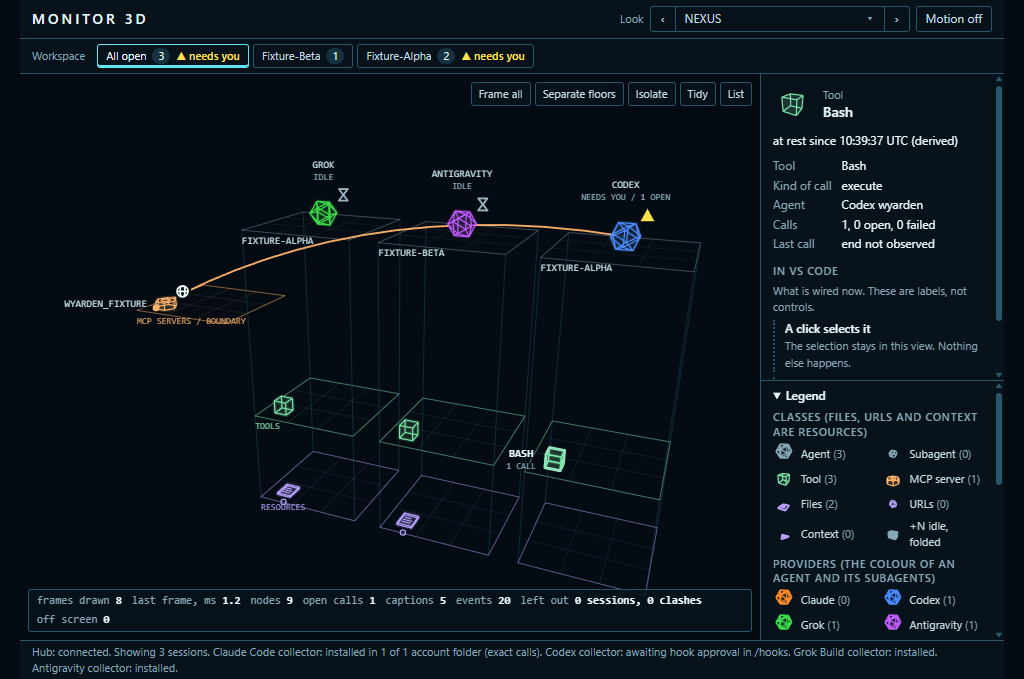 MONITOR 3D
Look
‹
NEXUS
›
Motion off
Workspace
All open 3 ▲ needs you
Fixture-Beta 1
Fixture-Alpha 2 ▲ needs you
Frame all
Separate floors
Isolate
Tidy
List
GROK
IDLE
ANTIGRAVITY
IDLE
CODEX
NEEDS YOU / 1 OPEN
FIXTURE-ALPHA
FIXTURE-BETA
FIXTURE-ALPHA
WYARDEN_FIXTURE
MCP SERVERS / BOUNDARY
TOOLS
BASH
1 CALL
RESOURCES
frames drawn 8 last frame, ms 1.2 nodes 9 open calls 1 captions 5 events 20 left out 0 sessions, 0 clashes
off screen 0
Tool
Bash
at rest since 10:39:37 UTC (derived)
Tool Bash
Kind of call execute
Agent Codex wyarden
Calls 1, 0 open, 0 failed
Last call end not observed
IN VS CODE
What is wired now. These are labels, not
controls.
A click selects it
The selection stays in this view. Nothing
else happens.
▼ Legend
CLASSES (FILES, URLS AND CONTEXT
ARE RESOURCES)
Agent (3)
Subagent (0)
Tool (3)
MCP server (1)
Files (2)
URLs (0)
Context (0)
+N idle,
folded
PROVIDERS (THE COLOUR OF AN
AGENT AND ITS SUBAGENTS)
Claude (0)
Codex (1)
Grok (1)
Antigravity (1)
Hub: connected. Showing 3 sessions. Claude Code collector: installed in 1 of 1 account folder (exact calls). Codex collector: awaiting hook approval in /hooks. Grok Build collector: installed.
Antigravity collector: installed.